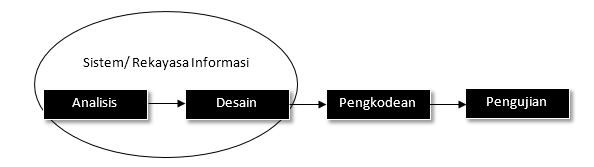 Sistem/ Rekayasa Informasi
Analisis
Desain
Pengkodean
Pengujian